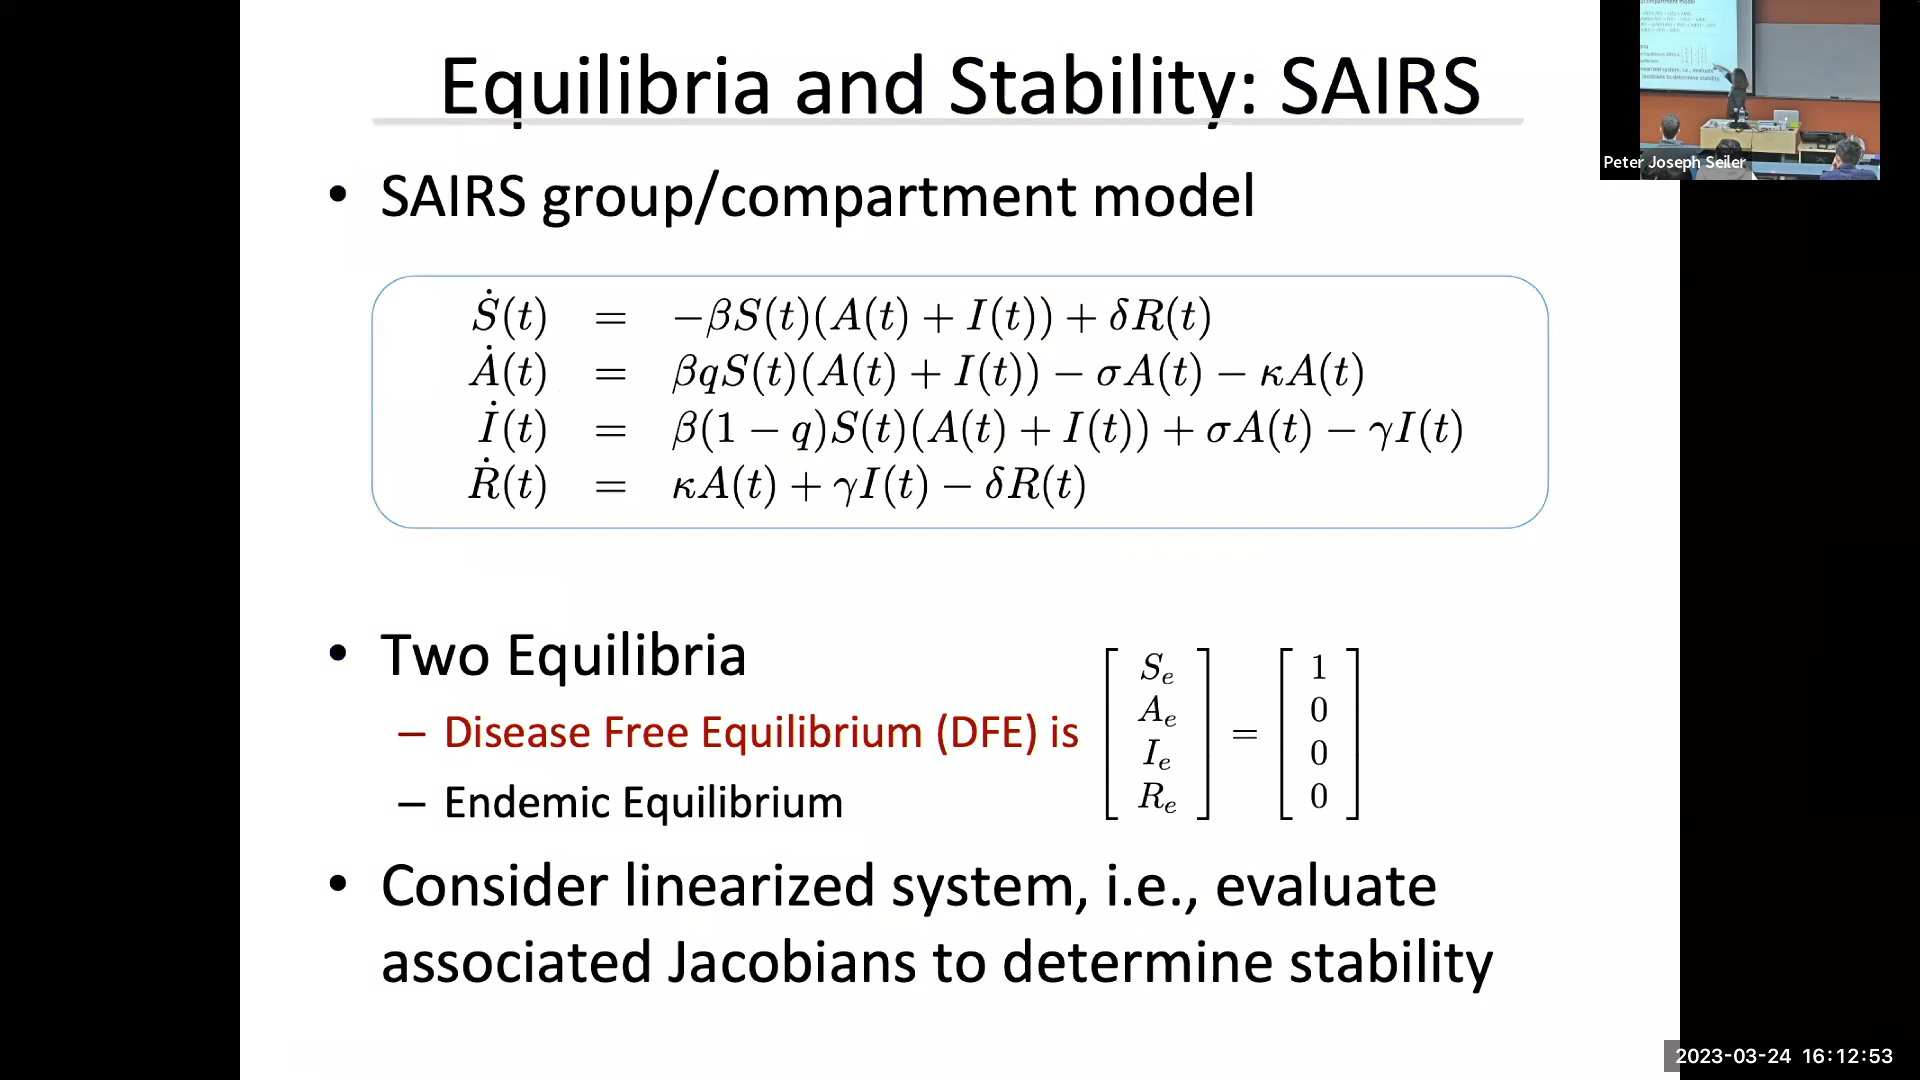 Equilibria and Stability: SAIRS
• SAIRS group/compartment model
Ṡ(t) = −βS(t)(A(t) + I(t)) + δR(t)
Ȧ(t) = βqS(t)(A(t) + I(t)) − σA(t) − κA(t)
İ(t) = β(1 − q)S(t)(A(t) + I(t)) + σA(t) − γI(t)
Ṙ(t) = κA(t) + γI(t) − δR(t)
• Two Equilibria
– Disease Free Equilibrium (DFE) is
[ Sₑ Aₑ Iₑ Rₑ ] = [ 1 0 0 0 ]
– Endemic Equilibrium
• Consider linearized system, i.e., evaluate
associated Jacobians to determine stability
Peter Joseph Seiler
2023-03-24 16:12:53